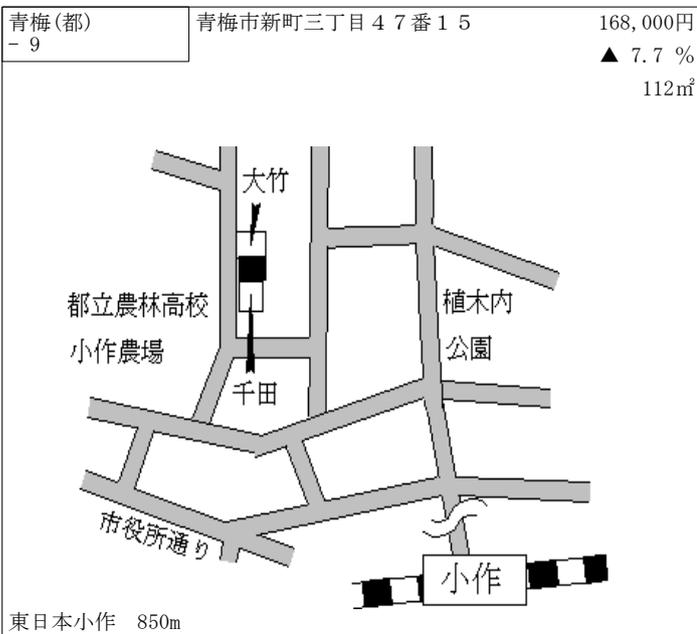 青梅(都)
- 9
青梅市新町三丁目４７番１５
168,000円
▲ 7.7 %
112㎡
大竹
都立農林高校
小作農場
植木内
公園
千田
市役所通り
小作
東日本小作　850m